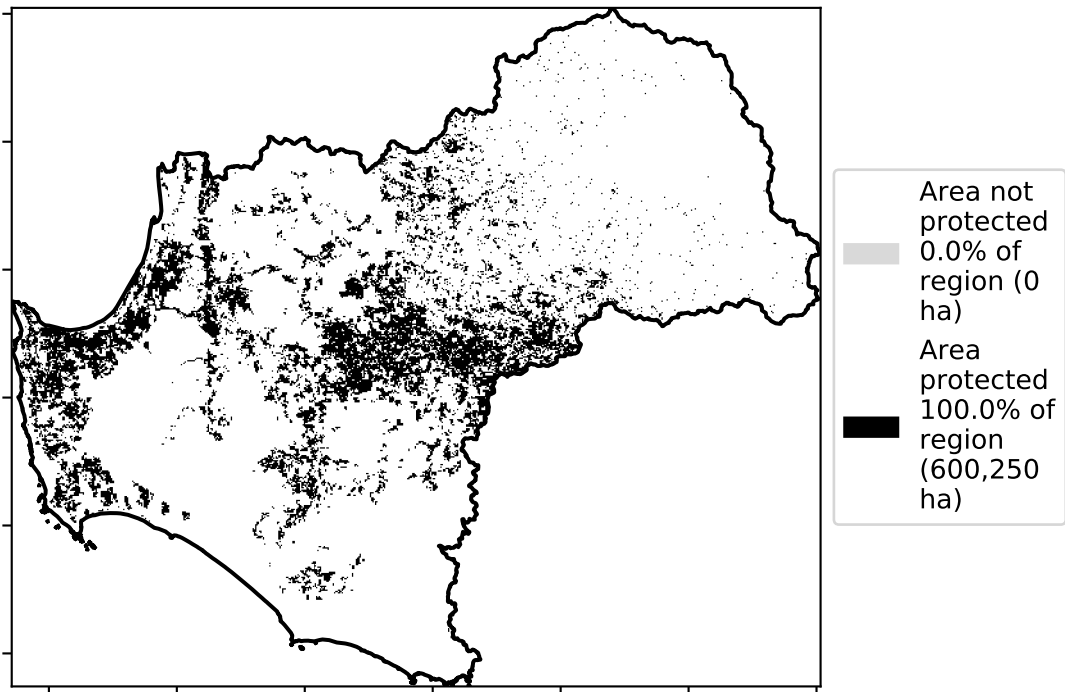 Area not
protected
0.0% of
region (0
ha)
Area
protected
100.0% of
region
(600,250
ha)